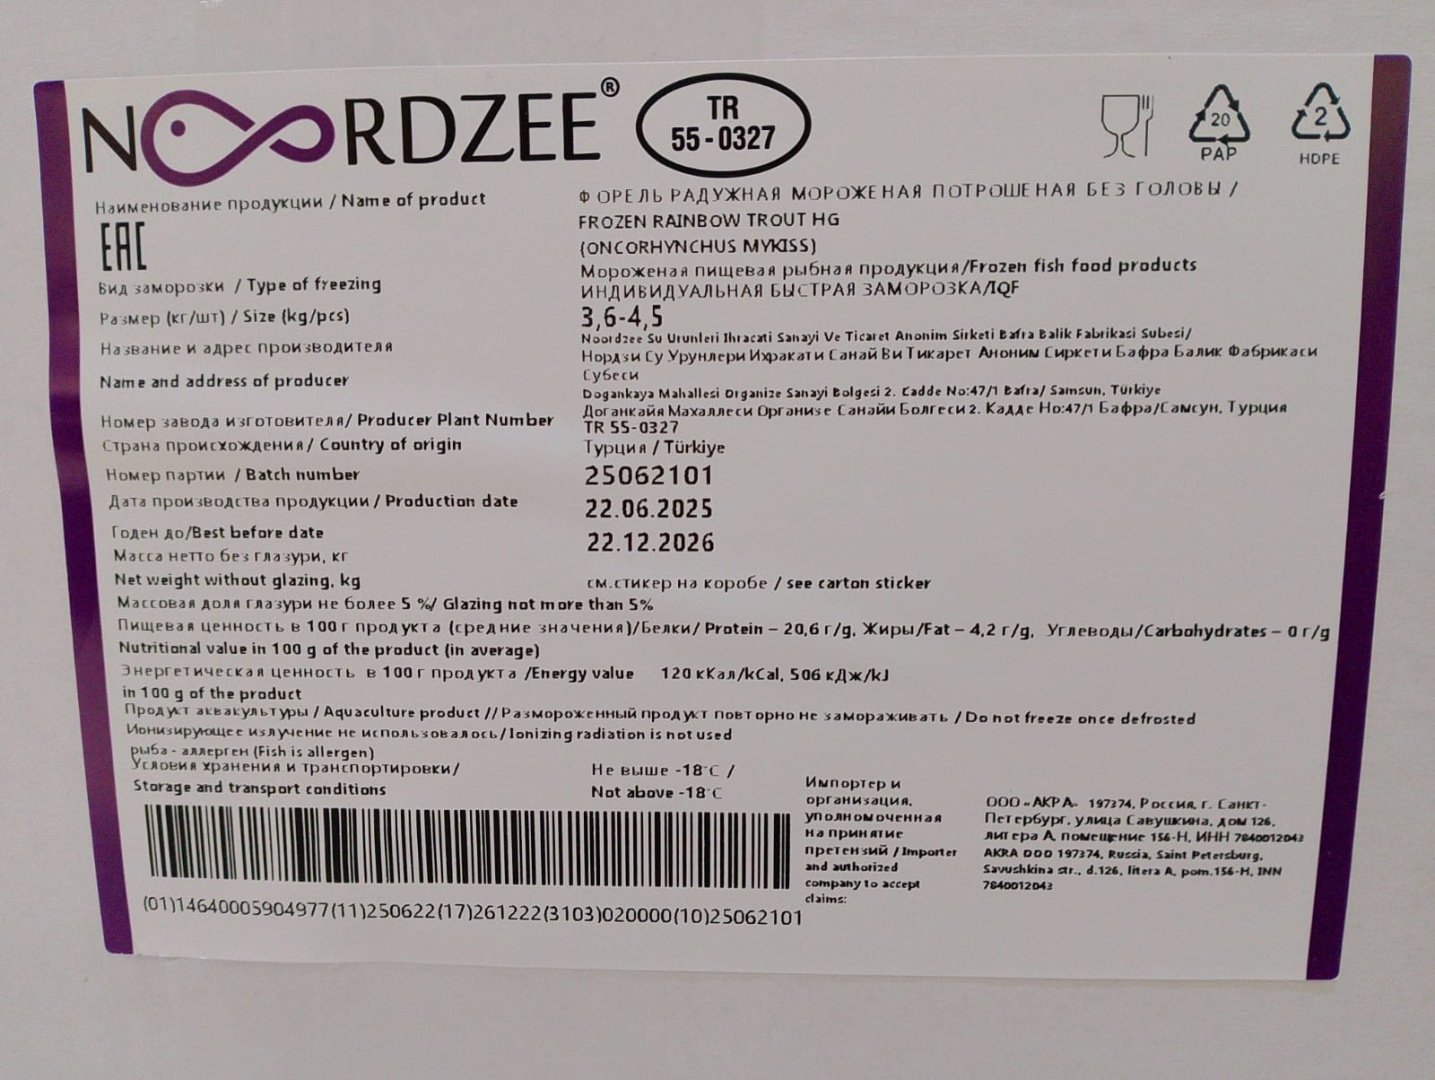 NOORDZEE®
TR
55-0327
20
PAP
2
HDPE
Наименование продукции / Name of product
ФОРЕЛЬ РАДУЖНАЯ МОРОЖЕНАЯ ПОТРОШЕНАЯ БЕЗ ГОЛОВЫ /
FROZEN RAINBOW TROUT HG
(ONCORHYNCHUS MYKISS)
EAC
Мороженая пищевая рыбная продукция/Frozen fish food products
Вид заморозки / Type of freezing
ИНДИВИДУАЛЬНАЯ БЫСТРАЯ ЗАМОРОЗКА/IQF
Размер (кг/шт) / Size (kg/pcs)
3,6-4,5
Название и адрес производителя
Noordzee Su Urunleri Ihracati Sanayi Ve Ticaret Anonim Sirketi Bafra Balik Fabrikasi Subesi/
Нордзи Су Урунлери Ихракати Санай Ви Тикарет Аноним Сиркети Бафра Балик Фабрикаси
Субеси
Name and address of producer
Dogankaya Mahallesi Organize Sanayi Bolgesi 2. Cadde No:47/1 Bafra/ Samsun, Türkiye
Доганкайа Махаллеси Организе Санайи Болгеси 2. Кадде Но:47/1 Бафра/Самсун, Турция
Номер завода изготовителя/ Producer Plant Number
TR 55-0327
Страна происхождения/ Country of origin
Турция / Türkiye
Номер партии / Batch number
25062101
Дата производства продукции / Production date
22.06.2025
Годен до/Best before date
22.12.2026
Масса нетто без глазури, кг
Net weight without glazing, kg
см.стикер на коробе / see carton sticker
Массовая доля глазури не более 5 %/ Glazing not more than 5%
Пищевая ценность в 100 г продукта (средние значения)/Белки/ Protein – 20,6 г/g, Жиры/Fat – 4,2 г/g, Углеводы/Carbohydrates – 0 г/g
Nutritional value in 100 g of the product (in average)
Энергетическая ценность в 100 г продукта /Energy value 120 кКал/kCal, 506 кДж/kJ
in 100 g of the product
Продукт аквакультуры / Aquaculture product // Размороженный продукт повторно не замораживать / Do not freeze once defrosted
Ионизирующее излучение не использовалось/ Ionizing radiation is not used
рыба - аллерген (Fish is allergen)
Условия хранения и транспортировки/
Storage and transport conditions
Не выше -18°C /
Not above -18°C
Импортер и
организация,
уполномоченная
на принятие
претензий / Importer
and authorized
company to accept
claims:
ООО «АКРА» 197374, Россия, г. Санкт-
Петербург, улица Савушкина, дом 126,
литера А, помещение 156-Н, ИНН 7840012043
AKRA OOO 197374, Russia, Saint Petersburg,
Savushkina str., d.126, litera A, pom.156-H, INN
7840012043
(01)14640005904977(11)250622(17)261222(3103)020000(10)25062101